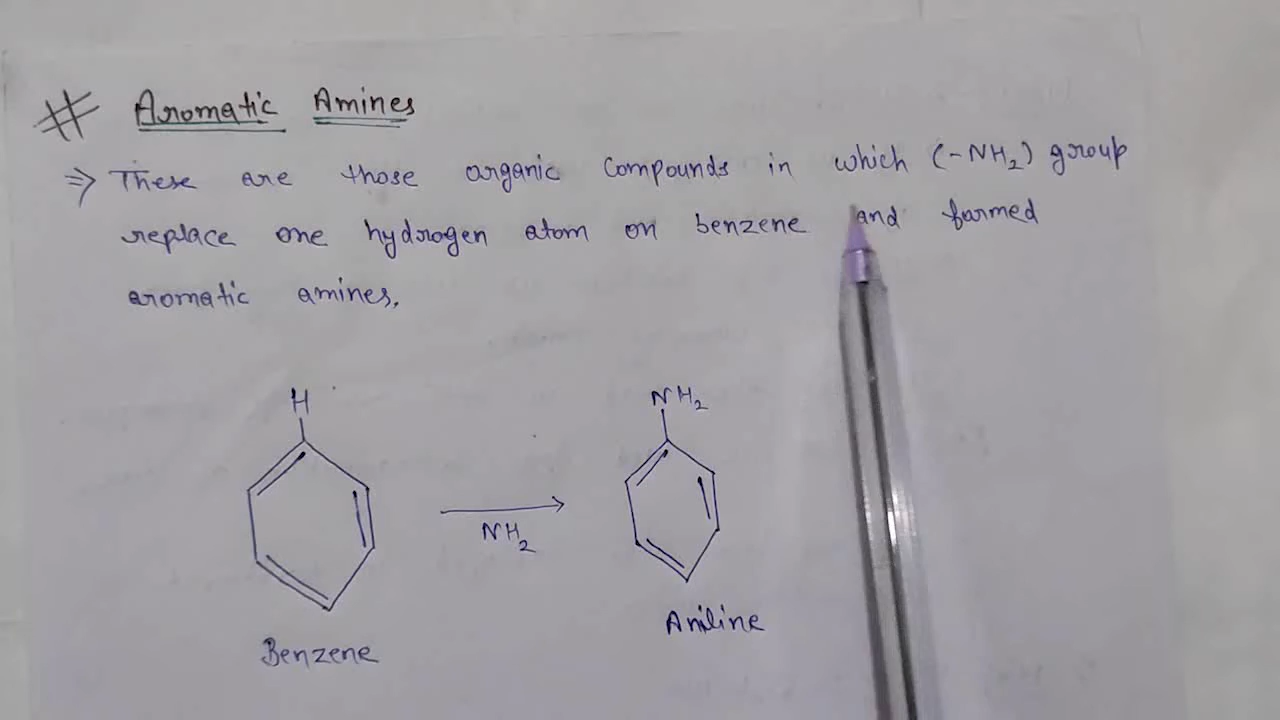 # Aromatic Amines
⇒ These are those organic compounds in which (-NH₂) group
replace one hydrogen atom on benzene and formed
aromatic amines.
H
NH₂
NH₂
Benzene
Aniline